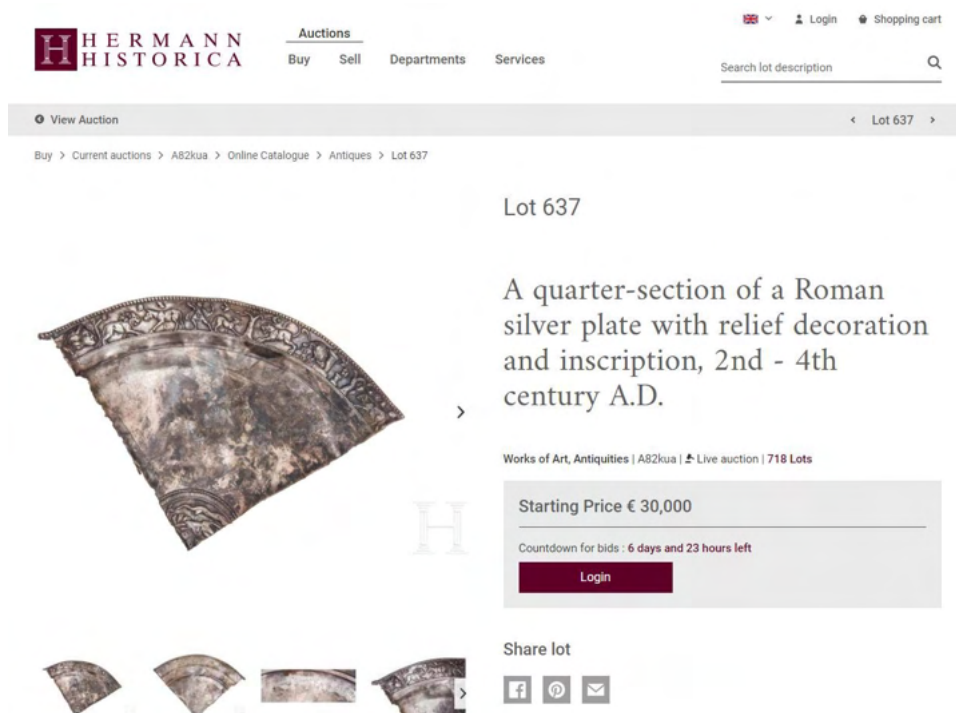 Login
Shopping cart
HERMANN
HISTORICA
Auctions
Buy
Sell
Departments
Services
Search lot description
View Auction
Lot 637
Buy > Current auctions > A82kua > Online Catalogue > Antiques > Lot 637
Lot 637
A quarter-section of a Roman
silver plate with relief decoration
and inscription, 2nd - 4th
century A.D.
Works of Art, Antiquities | A82kua | Live auction | 718 Lots
Starting Price € 30,000
Countdown for bids : 6 days and 23 hours left
Login
Share lot